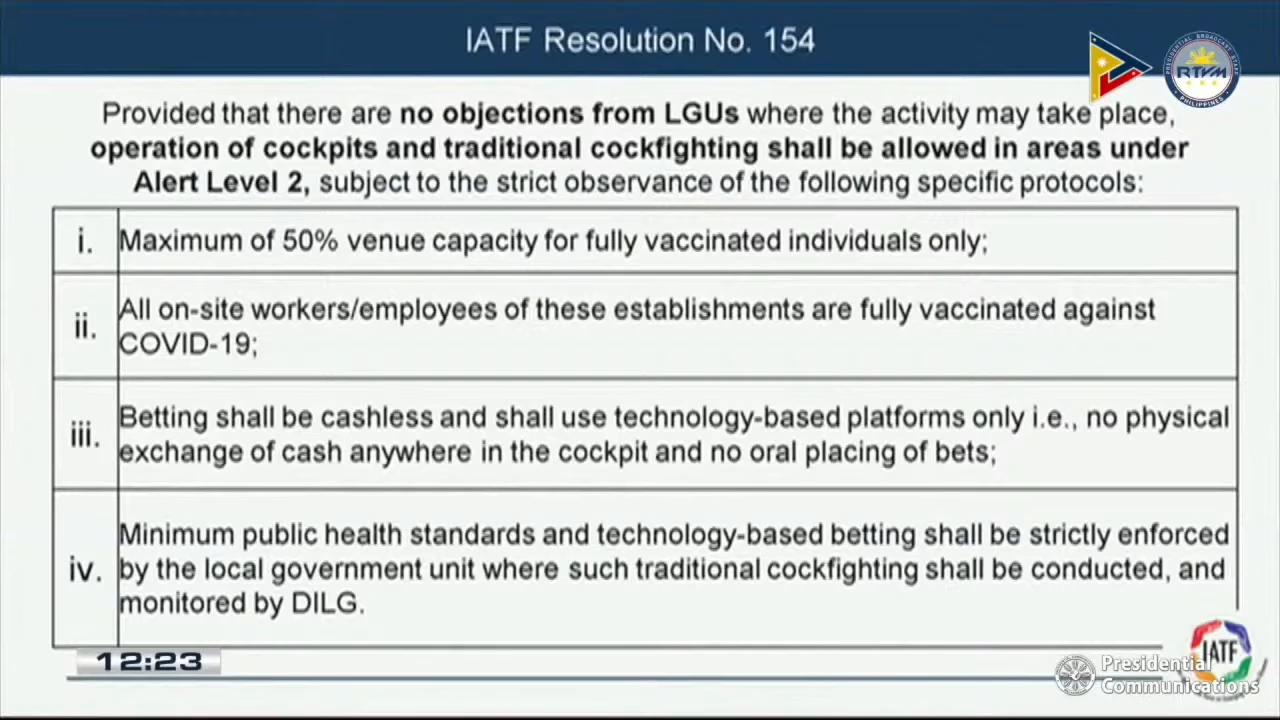 IATF Resolution No. 154
PRESIDENTIAL BROADCAST STAFF
RTVM
PHILIPPINES
Provided that there are no objections from LGUs where the activity may take place,
operation of cockpits and traditional cockfighting shall be allowed in areas under
Alert Level 2, subject to the strict observance of the following specific protocols:
i. Maximum of 50% venue capacity for fully vaccinated individuals only;
ii. All on-site workers/employees of these establishments are fully vaccinated against
COVID-19;
iii. Betting shall be cashless and shall use technology-based platforms only i.e., no physical
exchange of cash anywhere in the cockpit and no oral placing of bets;
iv. Minimum public health standards and technology-based betting shall be strictly enforced
by the local government unit where such traditional cockfighting shall be conducted, and
monitored by DILG.
12:23
IATF
Presidential
Communications